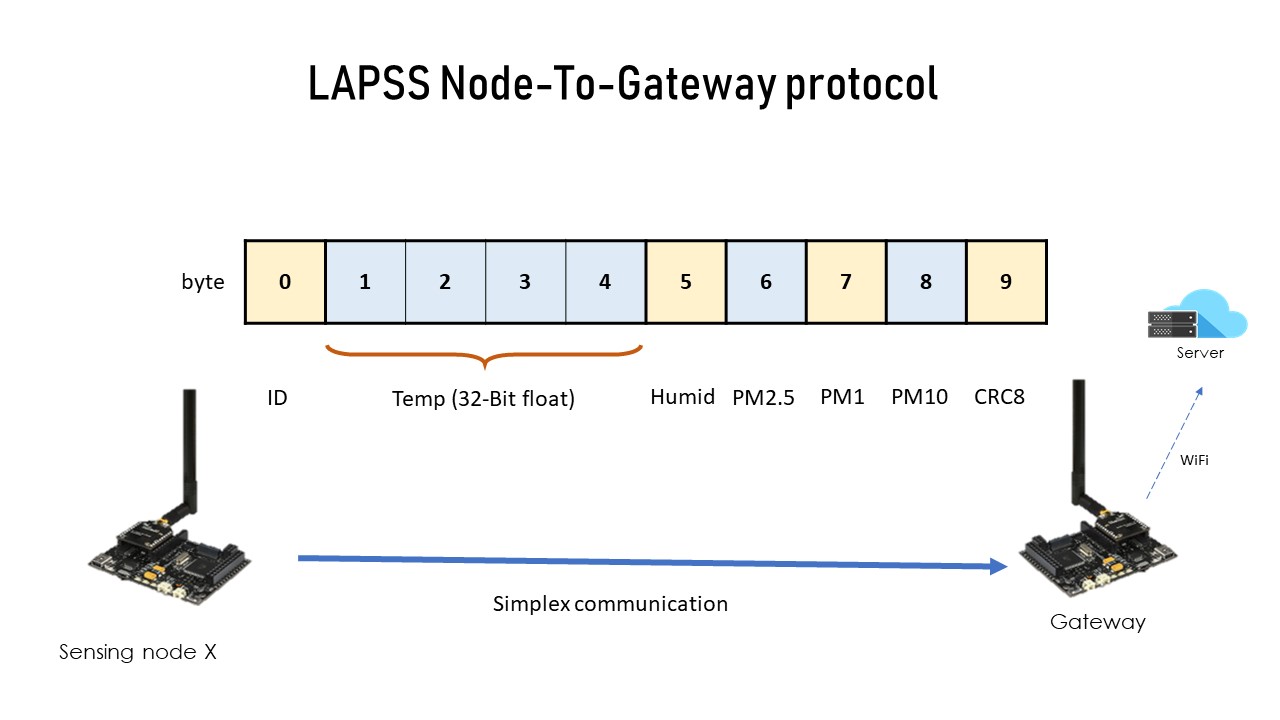 LAPSS Node-To-Gateway protocol
byte 0 1 2 3 4 5 6 7 8 9
Server
ID Temp (32-Bit float) Humid PM2.5 PM1 PM10 CRC8
WiFi
Simplex communication
Gateway
Sensing node X